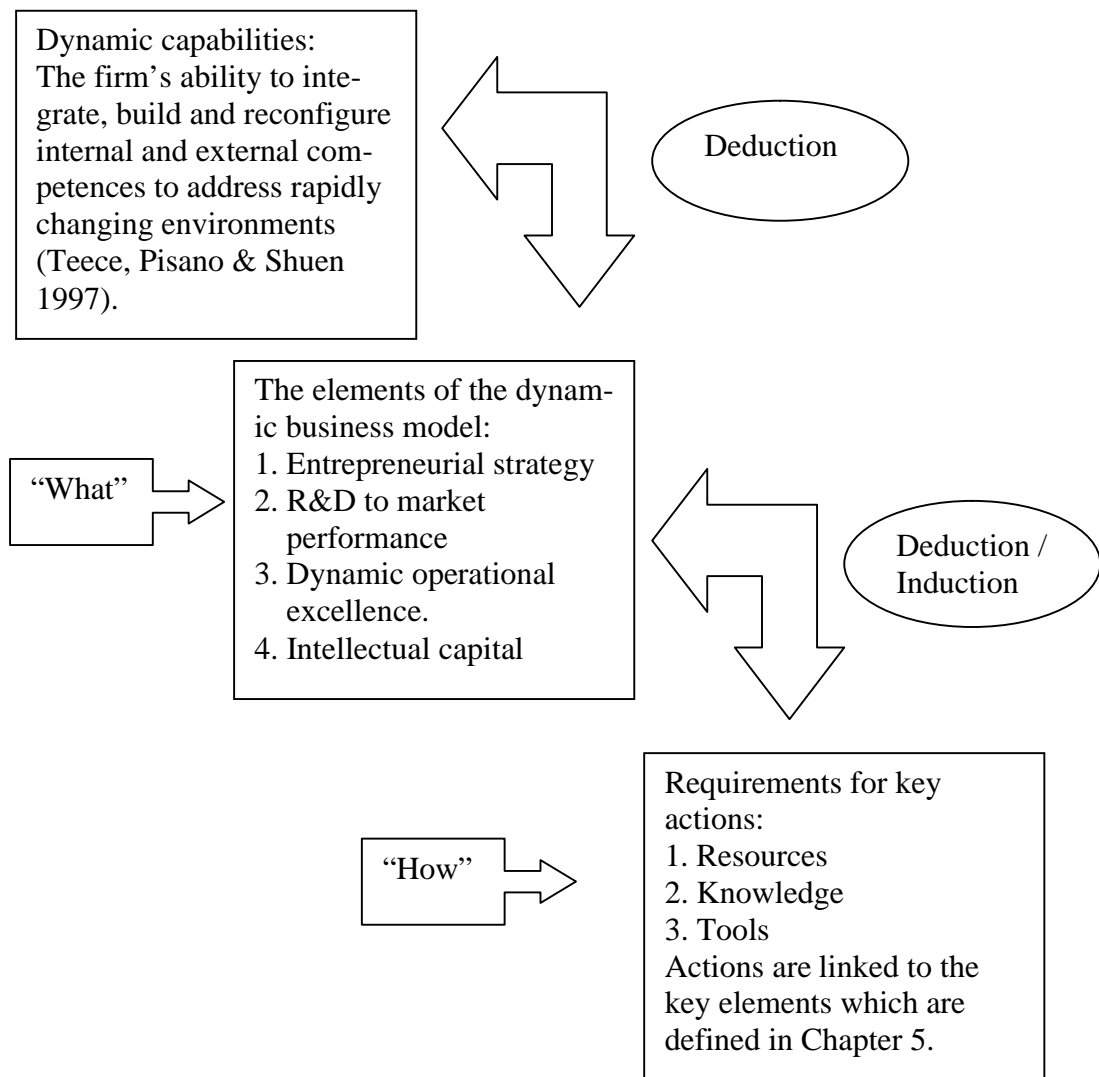 Dynamic capabilities:
The firm’s ability to inte-
grate, build and reconfigure
internal and external com-
petences to address rapidly
changing environments
(Teece, Pisano & Shuen
1997).
Deduction
The elements of the dynam-
ic business model:
1. Entrepreneurial strategy
2. R&D to market
performance
3. Dynamic operational
excellence.
4. Intellectual capital
“What”
Deduction /
Induction
Requirements for key
actions:
1. Resources
2. Knowledge
3. Tools
Actions are linked to the
key elements which are
defined in Chapter 5.
“How”